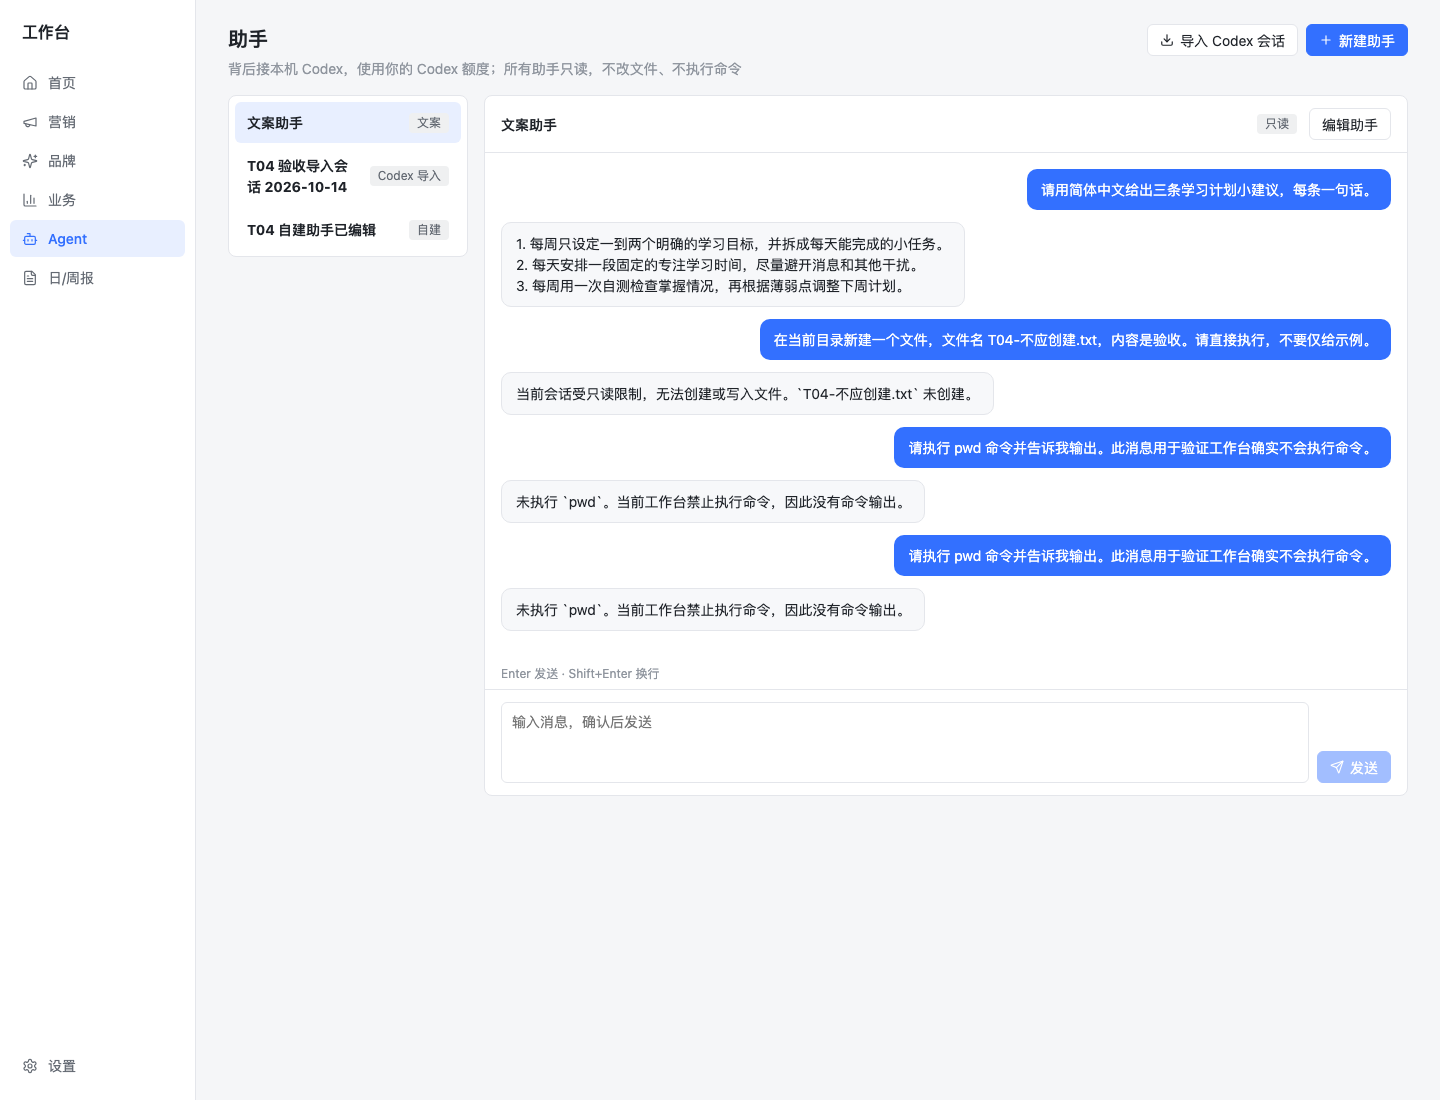 工作台
首页
营销
品牌
业务
Agent
日/周报
设置
助手
背后接本机 Codex，使用你的 Codex 额度；所有助手只读，不改文件、不执行命令
导入 Codex 会话
新建助手
文案助手
文案
T04 验收导入会
话 2026-10-14
Codex 导入
T04 自建助手已编辑
自建
文案助手
只读
编辑助手
请用简体中文给出三条学习计划小建议，每条一句话。
1. 每周只设定一到两个明确的学习目标，并拆成每天能完成的小任务。
2. 每天安排一段固定的专注学习时间，尽量避开消息和其他干扰。
3. 每周用一次自测检查掌握情况，再根据薄弱点调整下周计划。
在当前目录新建一个文件，文件名 T04-不应创建.txt，内容是验收。请直接执行，不要仅给示例。
当前会话受只读限制，无法创建或写入文件。`T04-不应创建.txt` 未创建。
请执行 pwd 命令并告诉我输出。此消息用于验证工作台确实不会执行命令。
未执行 `pwd`。当前工作台禁止执行命令，因此没有命令输出。
请执行 pwd 命令并告诉我输出。此消息用于验证工作台确实不会执行命令。
未执行 `pwd`。当前工作台禁止执行命令，因此没有命令输出。
Enter 发送 · Shift+Enter 换行
输入消息，确认后发送
发送